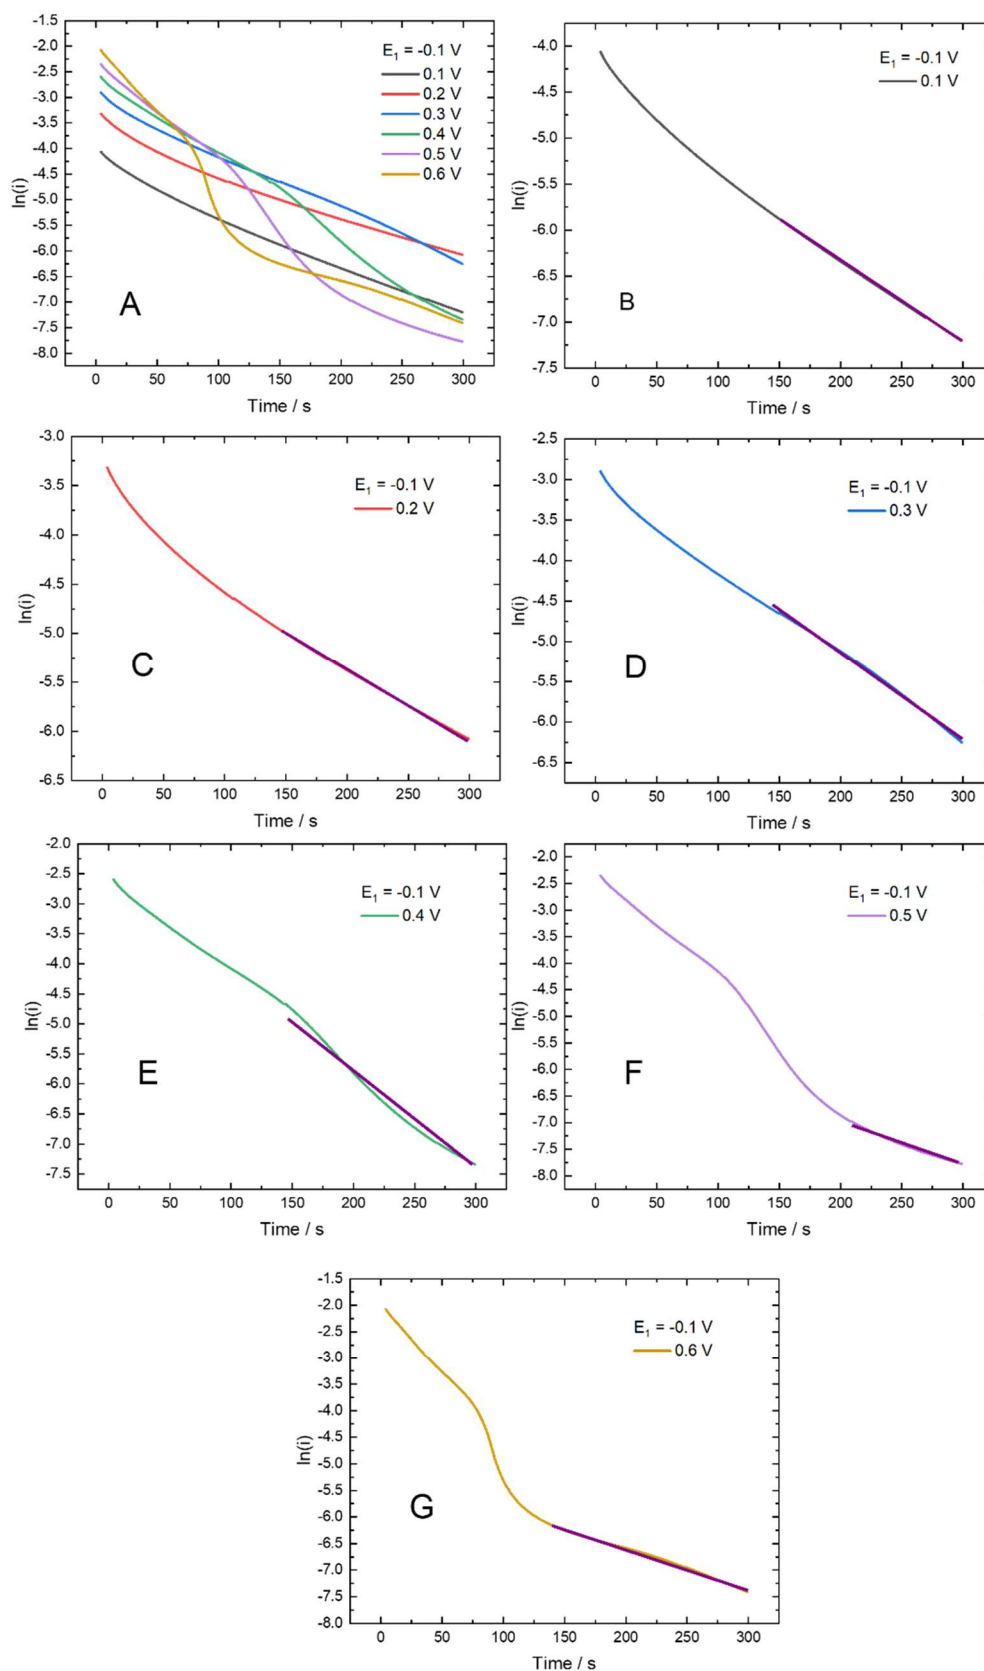 -1.5
-2.0
-2.5
-3.0
-3.5
-4.0
-4.5
-5.0
-5.5
-6.0
-6.5
-7.0
-7.5
-8.0
ln(i)
E1 = -0.1 V
0.1 V
0.2 V
0.3 V
0.4 V
0.5 V
0.6 V
A
0 50 100 150 200 250 300
Time / s
-4.0
-4.5
-5.0
-5.5
-6.0
-6.5
-7.0
-7.5
ln(i)
E1 = -0.1 V
0.1 V
B
0 50 100 150 200 250 300
Time / s
-3.0
-3.5
-4.0
-4.5
-5.0
-5.5
-6.0
-6.5
ln(i)
E1 = -0.1 V
0.2 V
C
0 50 100 150 200 250 300
Time / s
-2.5
-3.0
-3.5
-4.0
-4.5
-5.0
-5.5
-6.0
-6.5
ln(i)
E1 = -0.1 V
0.3 V
D
0 50 100 150 200 250 300
Time / s
-2.0
-2.5
-3.0
-3.5
-4.0
-4.5
-5.0
-5.5
-6.0
-6.5
-7.0
-7.5
ln(i)
E1 = -0.1 V
0.4 V
E
0 50 100 150 200 250 300
Time / s
-2.0
-2.5
-3.0
-3.5
-4.0
-4.5
-5.0
-5.5
-6.0
-6.5
-7.0
-7.5
-8.0
ln(i)
E1 = -0.1 V
0.5 V
F
0 50 100 150 200 250 300
Time / s
-1.5
-2.0
-2.5
-3.0
-3.5
-4.0
-4.5
-5.0
-5.5
-6.0
-6.5
-7.0
-7.5
-8.0
ln(i)
E1 = -0.1 V
0.6 V
G
0 50 100 150 200 250 300
Time / s